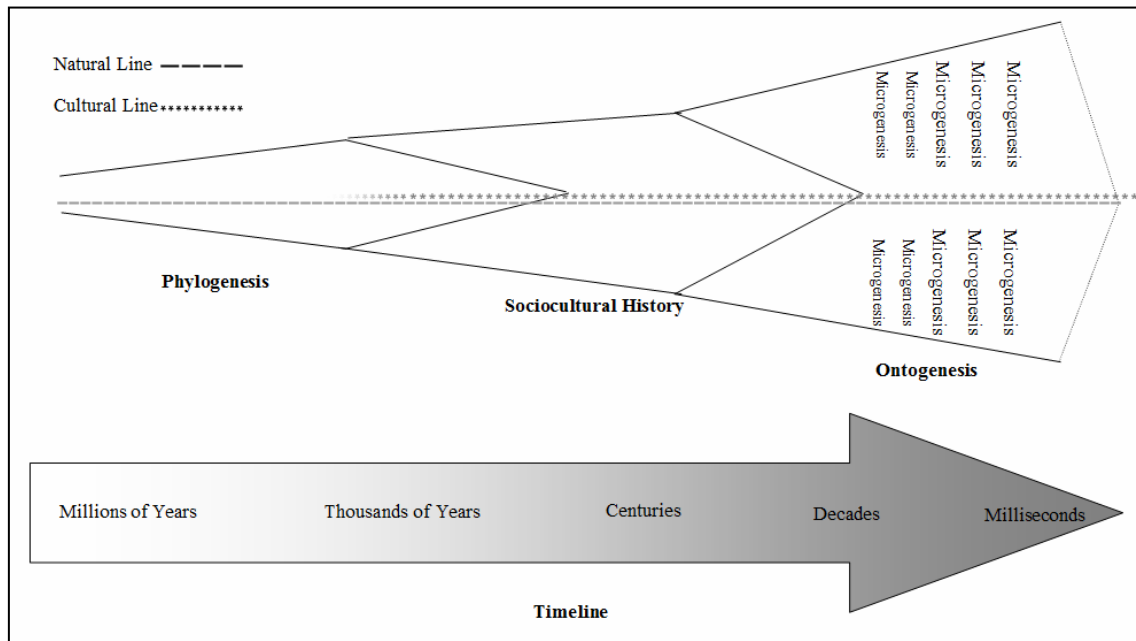 Natural Line
Cultural Line
Microgenesis
Microgenesis
Microgenesis
Microgenesis
Microgenesis
Microgenesis
Microgenesis
Microgenesis
Microgenesis
Microgenesis
Phylogenesis
Sociocultural History
Ontogenesis
Millions of Years
Thousands of Years
Centuries
Decades
Milliseconds
Timeline